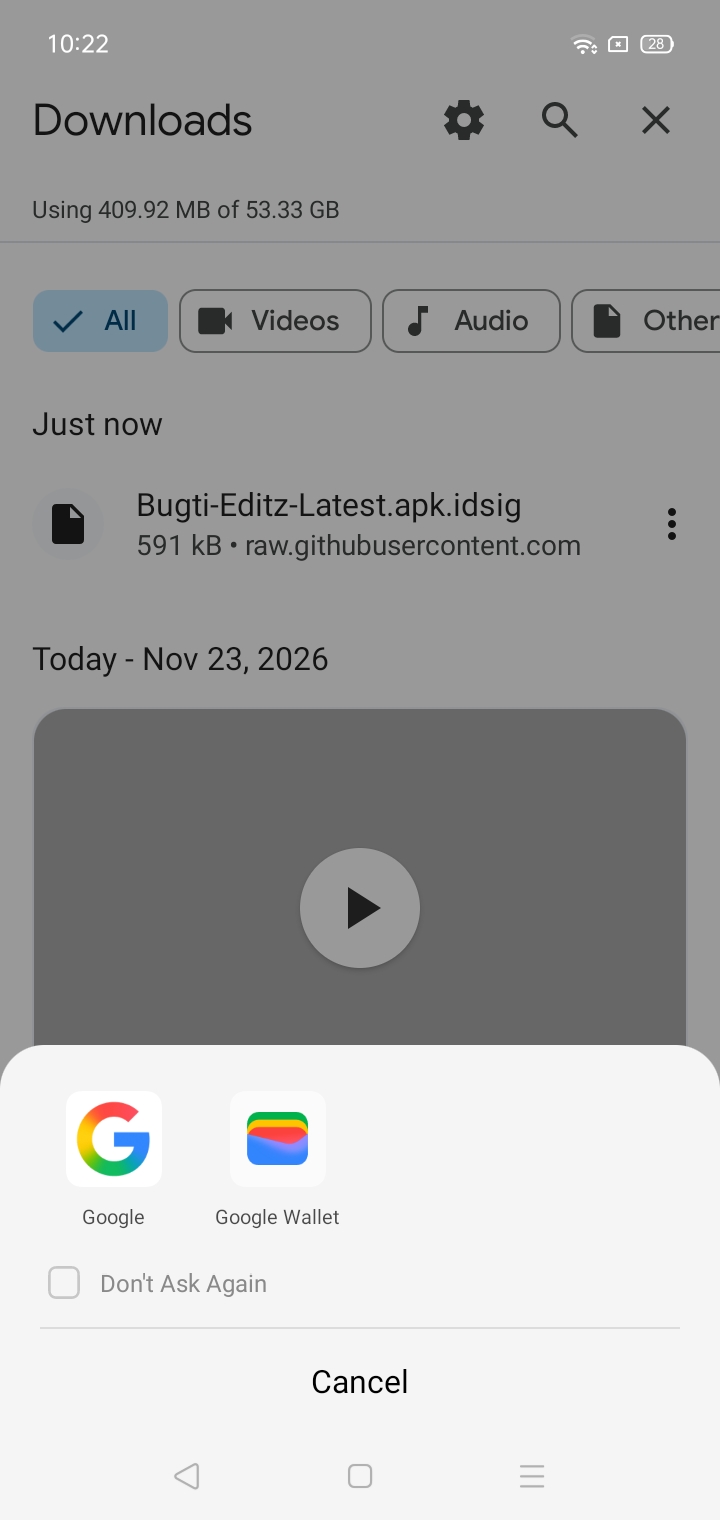 10:22
28
Downloads
Using 409.92 MB of 53.33 GB
All
Videos
Audio
Other
Just now
Bugti-Editz-Latest.apk.idsig
591 kB • raw.githubusercontent.com
Today - Nov 23, 2026
Google
Google Wallet
Don't Ask Again
Cancel